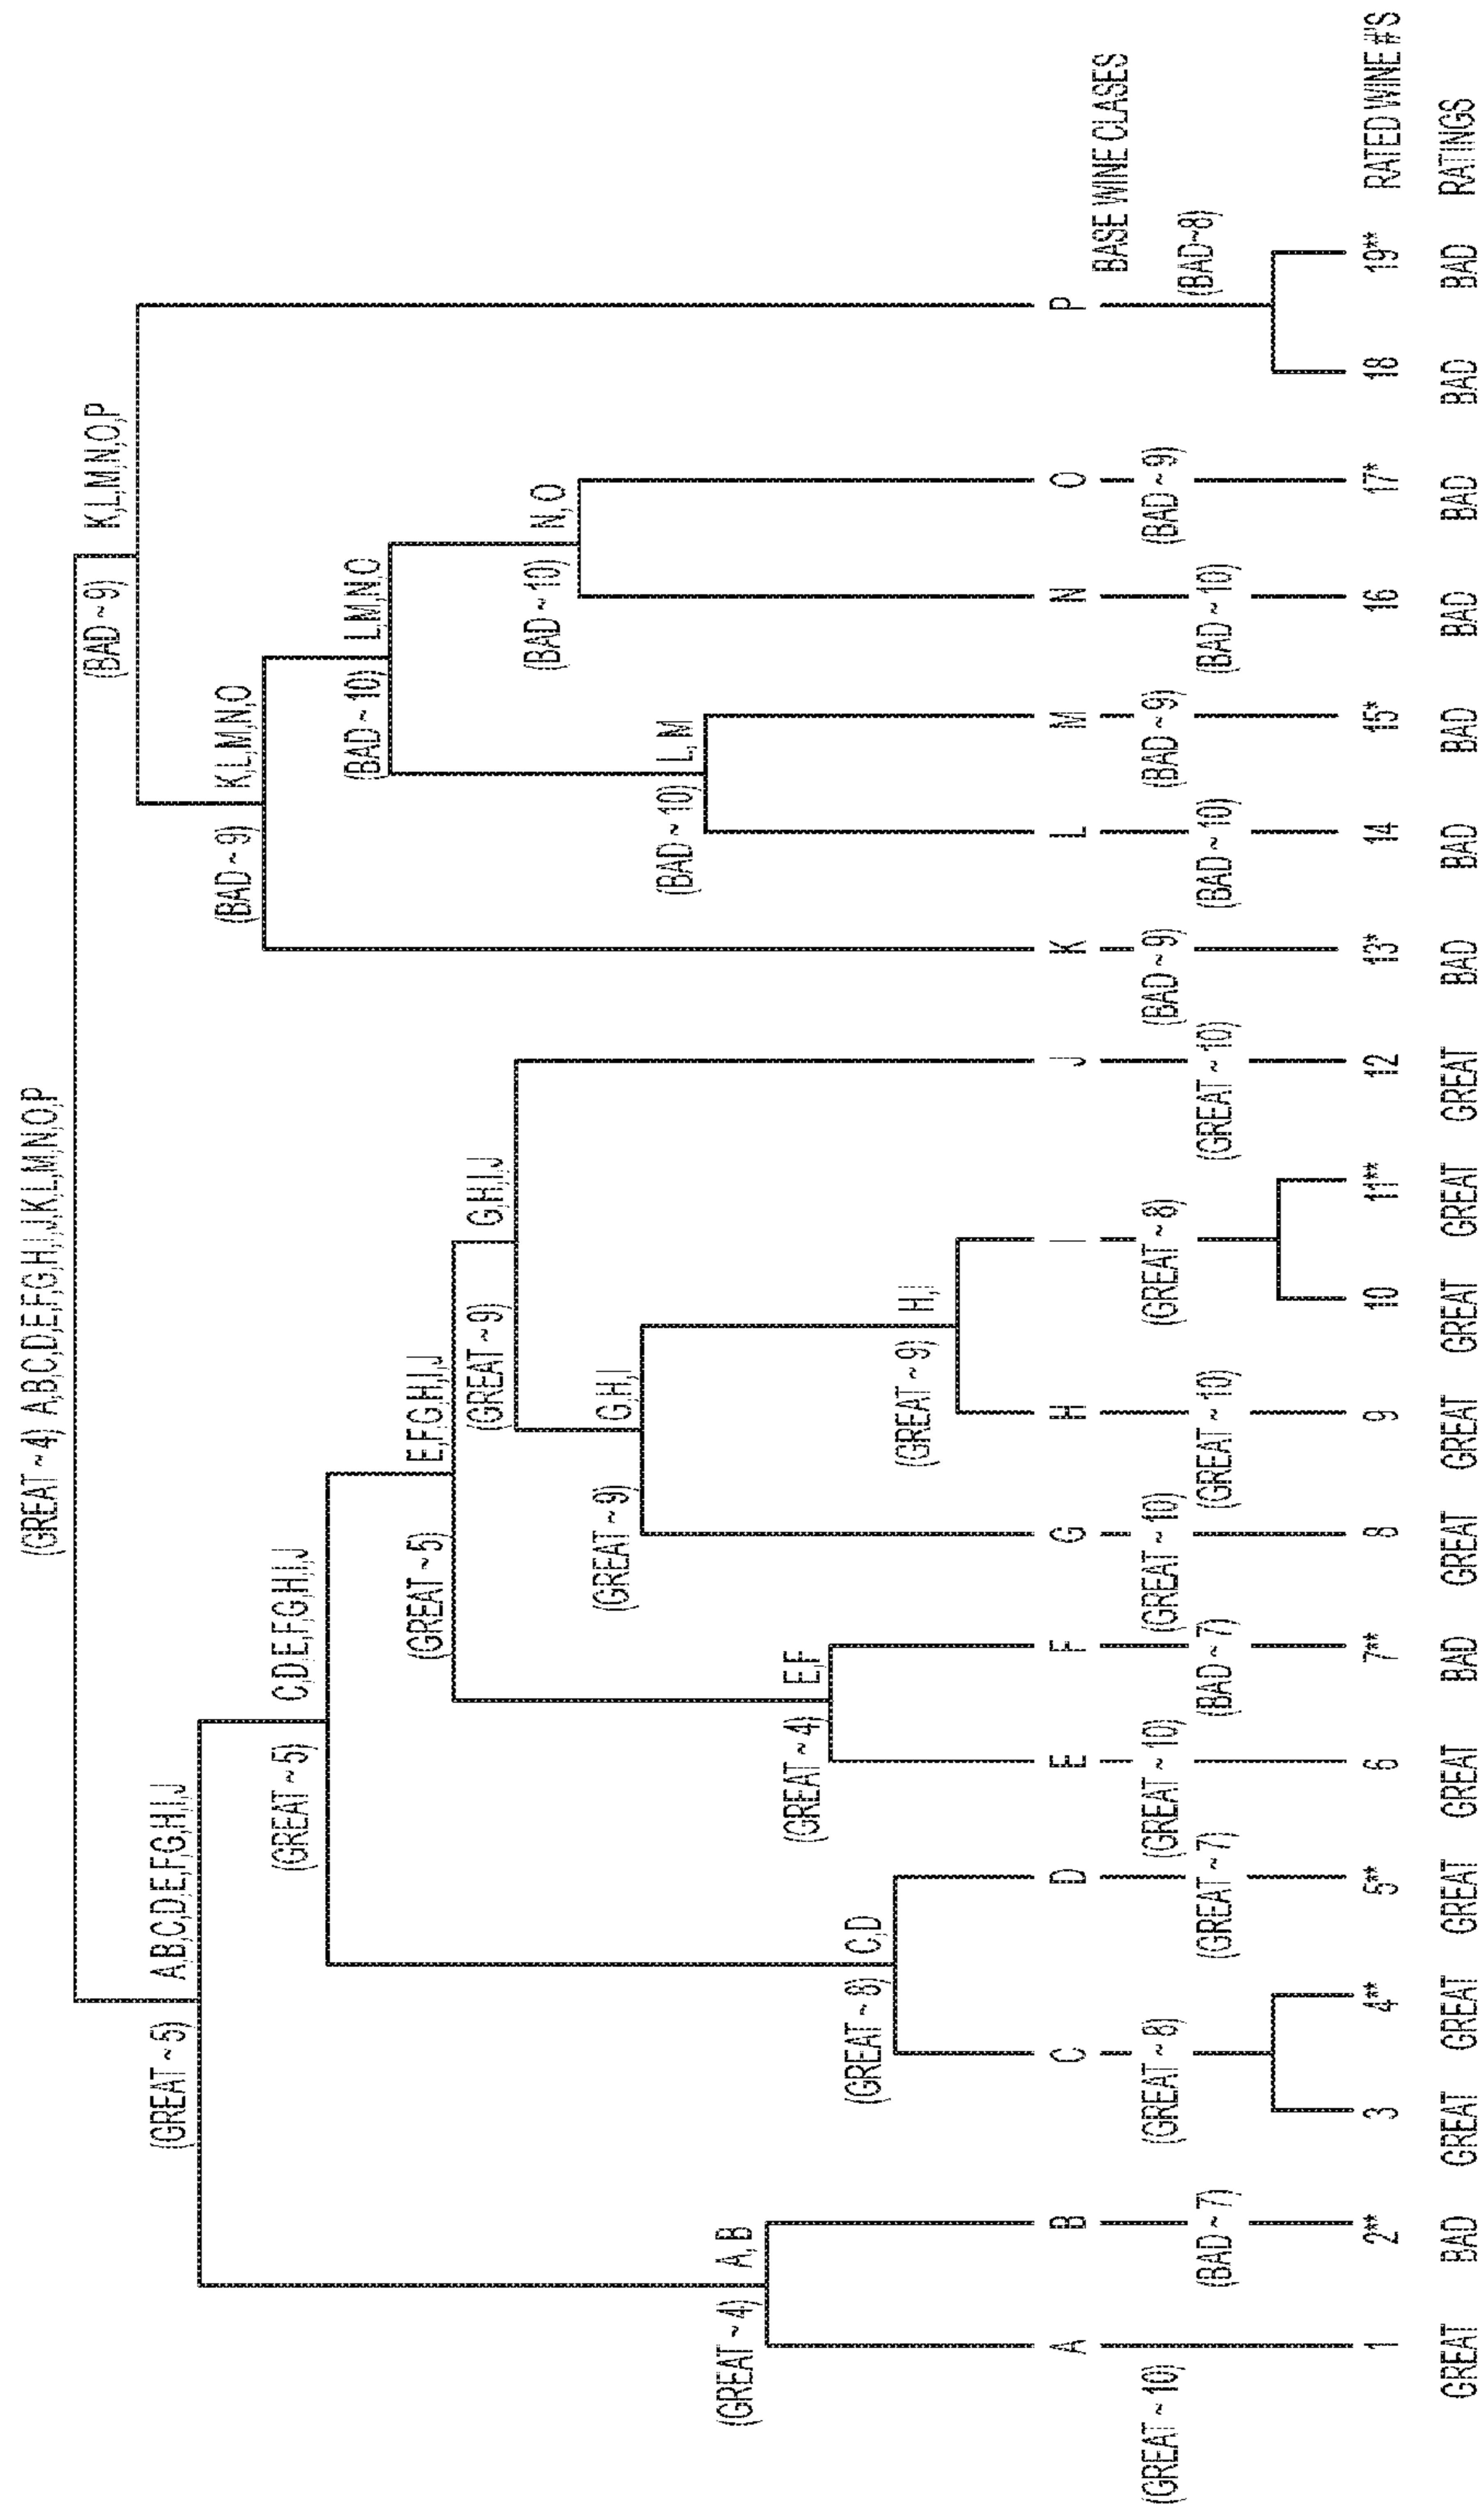 (GREAT ~ 4) A,B,C,D,E,F,G,H,I,J,K,L,M,N,O,P
(BAD ~ 9) K,L,M,N,O,P
(GREAT ~ 5) A,B,C,D,E,F,G,H,I,J
(BAD ~ 9) K,L,M,N,O
(GREAT ~ 5) C,D,E,F,G,H,I,J
(BAD ~ 10) L,M,N,O
(GREAT ~ 5) E,F,G,H,I,J
(GREAT ~ 9) G,H,I,J
(BAD ~ 10) N,O
(GREAT ~ 9) G,H,I
(BAD ~ 10) L,M
(GREAT ~ 4) A,B
(GREAT ~ 4) E,F
(GREAT ~ 8) C,D
(GREAT ~ 9) H,I
A B C D E F G H I J K L M N O P
BASE WINE CLASES
(GREAT ~ 10) (GREAT ~ 8) (GREAT ~ 10) (GREAT ~ 10) (GREAT ~ 8) (BAD ~ 9) (BAD ~ 9) (BAD ~ 9) (BAD~8)
(BAD ~ 7) (GREAT ~ 7) (BAD ~ 7) (GREAT ~ 10) (GREAT ~ 10) (BAD ~ 10) (BAD ~ 10)
1 2** 3 4** 5** 6 7** 8 9 10 11** 12 13* 14 15* 16 17* 18 19** RATED WINE #'S
GREAT BAD GREAT GREAT GREAT GREAT BAD GREAT GREAT GREAT GREAT GREAT BAD BAD BAD BAD BAD BAD BAD RATINGS